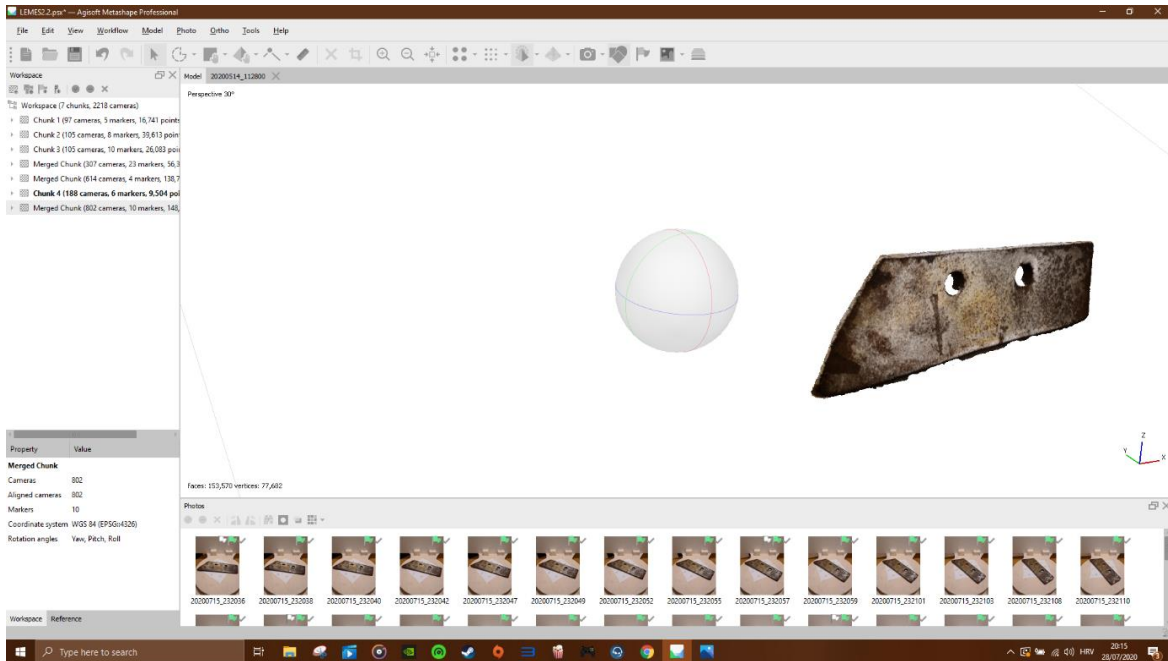 LEMES2.2.psx* — Agisoft Metashape Professional
File Edit View Workflow Model Photo Ortho Tools Help
Workspace
Model 20200514_112800
Perspective 30°
Workspace (7 chunks, 2218 cameras)
Chunk 1 (97 cameras, 5 markers, 16,741 points
Chunk 2 (105 cameras, 8 markers, 39,613 poin
Chunk 3 (105 cameras, 10 markers, 26,083 poi
Merged Chunk (307 cameras, 23 markers, 56,3
Merged Chunk (614 cameras, 4 markers, 138,7
Chunk 4 (188 cameras, 6 markers, 9,504 poi
Merged Chunk (802 cameras, 10 markers, 148,
Z
Y
X
Property Value
Merged Chunk
Cameras 802
Aligned cameras 802
Markers 10
Coordinate system WGS 84 (EPSG::4326)
Rotation angles Yaw, Pitch, Roll
Faces: 153,570 vertices: 77,682
Photos
20200715_232036 20200715_232038 20200715_232040 20200715_232042 20200715_232047 20200715_232049 20200715_232052 20200715_232055 20200715_232057 20200715_232059 20200715_232101 20200715_232103 20200715_232108 20200715_232110
Workspace Reference
Type here to search
HRV
20:15
28/07/2020